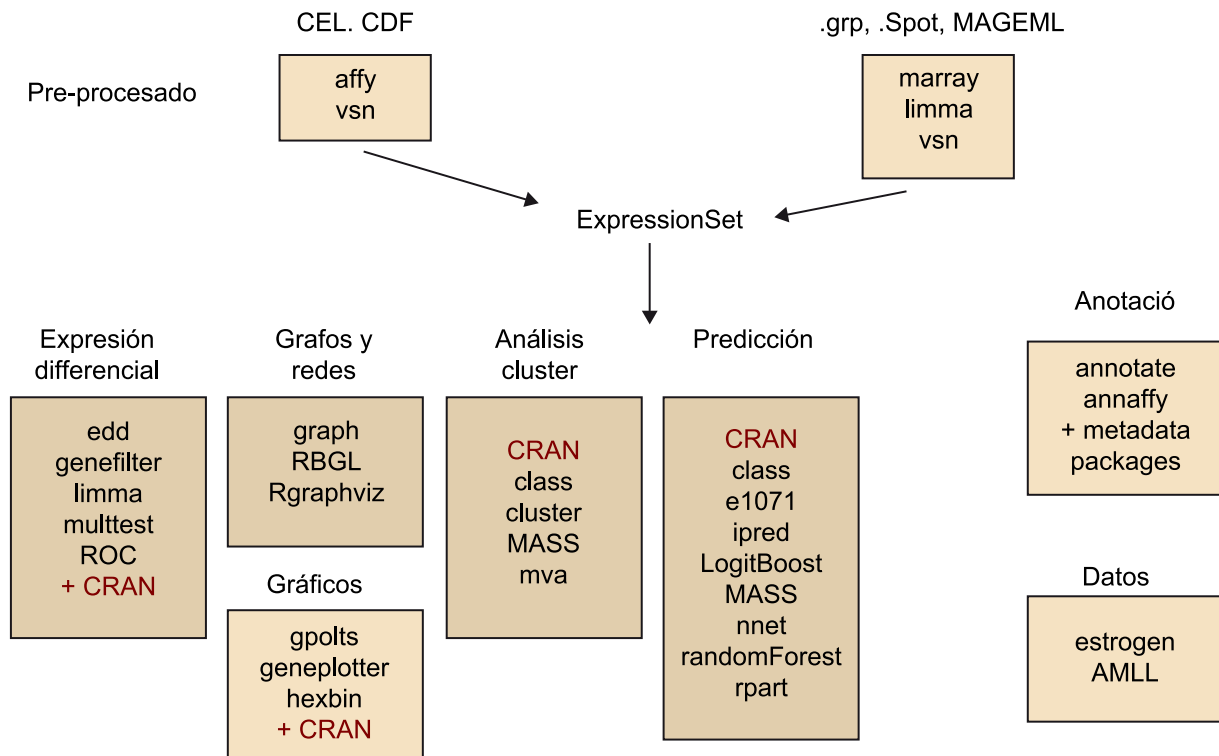 CEL. CDF
.grp, .Spot, MAGEML
Pre-procesado
affy
vsn
marray
limma
vsn
ExpressionSet
Expresión
differencial
edd
genefilter
limma
multtest
ROC
+ CRAN
Grafos y
redes
graph
RBGL
Rgraphviz
Gráficos
gpolts
geneplotter
hexbin
+ CRAN
Análisis
cluster
CRAN
class
cluster
MASS
mva
Predicción
CRAN
class
e1071
ipred
LogitBoost
MASS
nnet
randomForest
rpart
Anotació
annotate
annaffy
+ metadata
packages
Datos
estrogen
AMLL